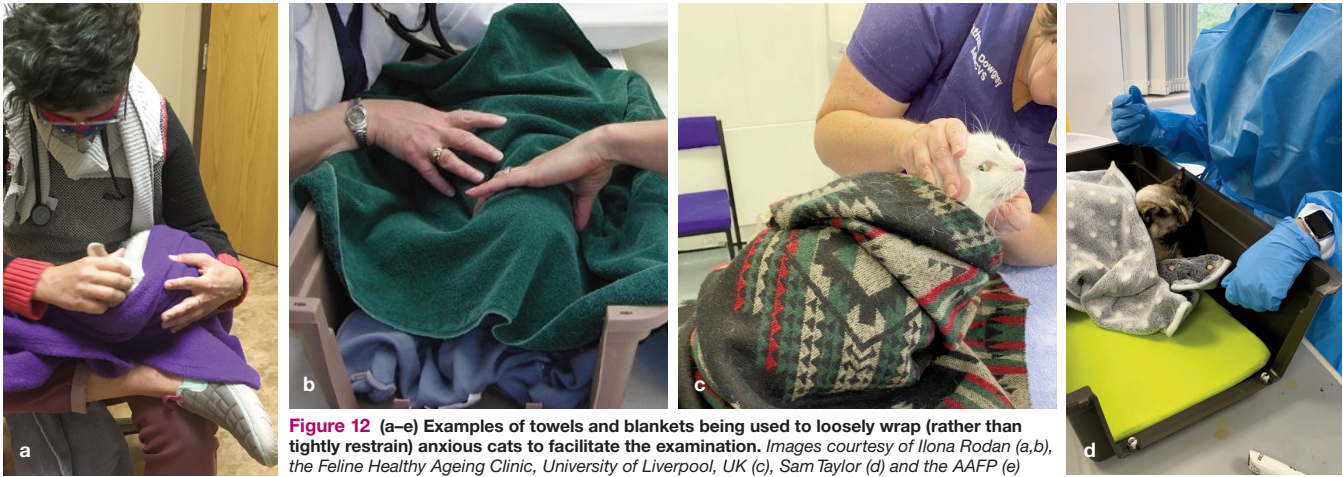 a
b
c
d
Dowgray
Figure 12 (a–e) Examples of towels and blankets being used to loosely wrap (rather than
tightly restrain) anxious cats to facilitate the examination. Images courtesy of Ilona Rodan (a,b),
the Feline Healthy Ageing Clinic, University of Liverpool, UK (c), Sam Taylor (d) and the AAFP (e)